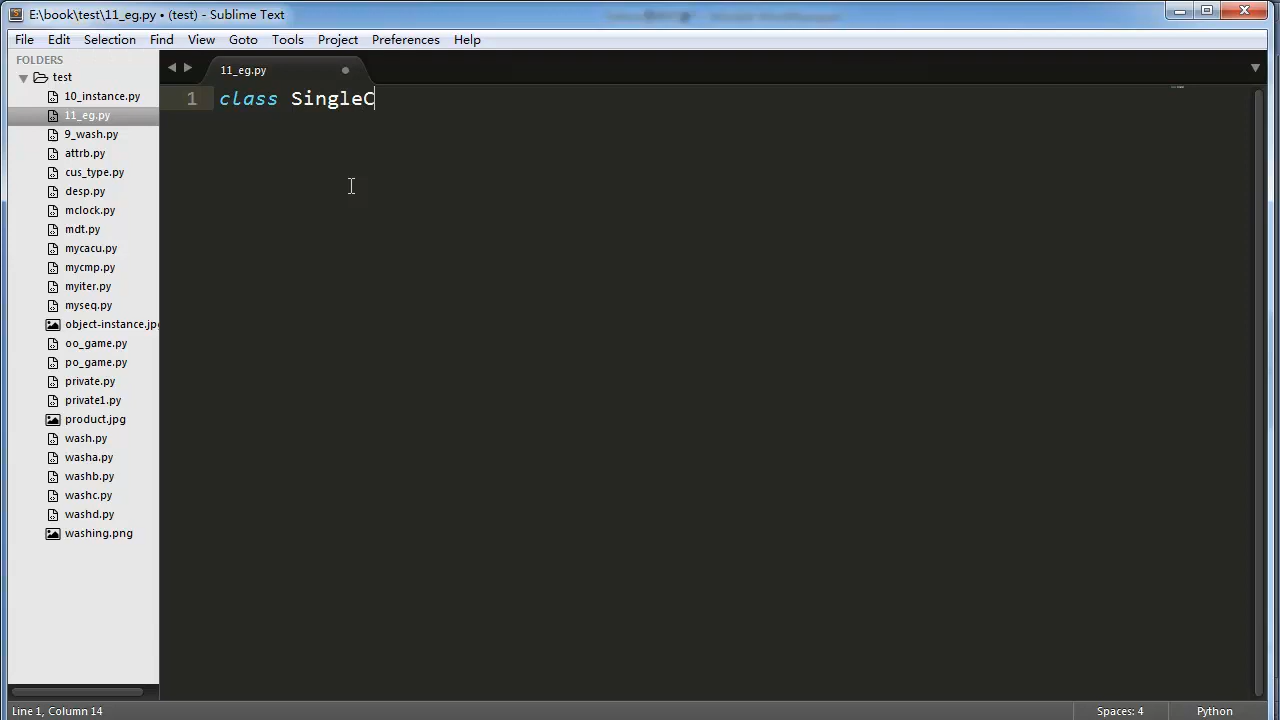 E:\book\test\11_eg.py • (test) - Sublime Text
File Edit Selection Find View Goto Tools Project Preferences Help
FOLDERS
test
10_instance.py
11_eg.py
9_wash.py
attrb.py
cus_type.py
desp.py
mclock.py
mdt.py
mycacu.py
mycmp.py
myiter.py
myseq.py
object-instance.jpg
oo_game.py
po_game.py
private.py
private1.py
product.jpg
wash.py
washa.py
washb.py
washc.py
washd.py
washing.png
11_eg.py
1 class SingleC
Line 1, Column 14 Spaces: 4 Python